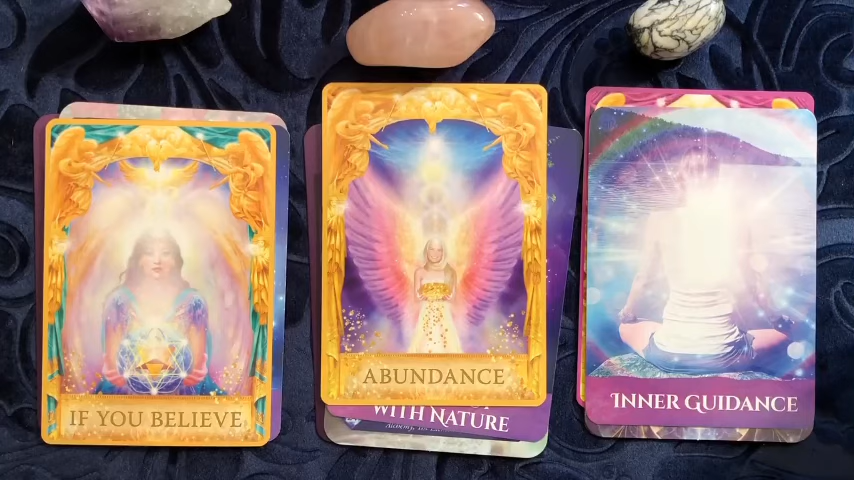 IF YOU BELIEVE
ABUNDANCE
WITH NATURE
INNER GUIDANCE